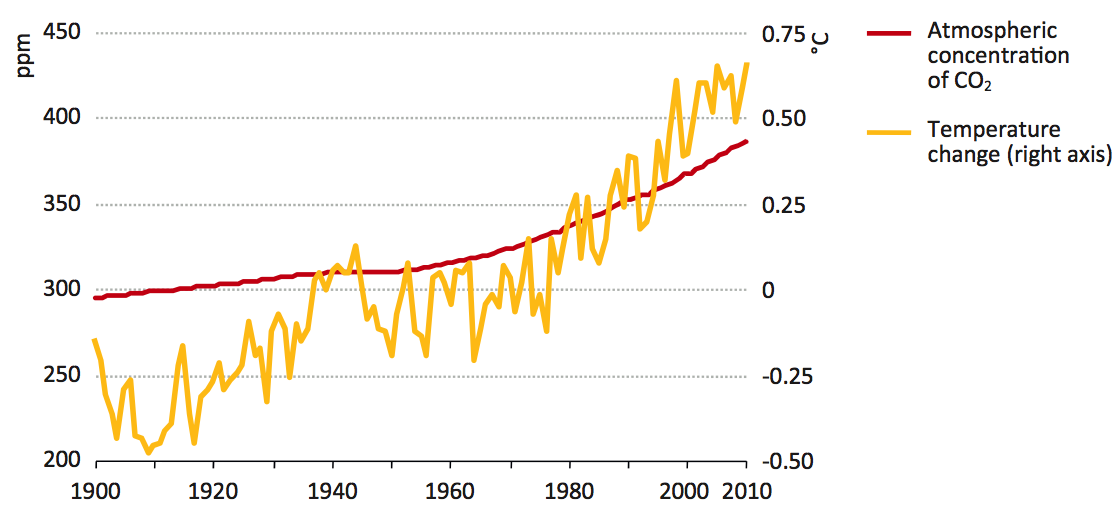 450
400
350
300
250
200
ppm
0.75
0.50
0.25
0
-0.25
-0.50
°C
1900
1920
1940
1960
1980
2000
2010
Atmospheric
concentration
of CO₂
Temperature
change (right axis)